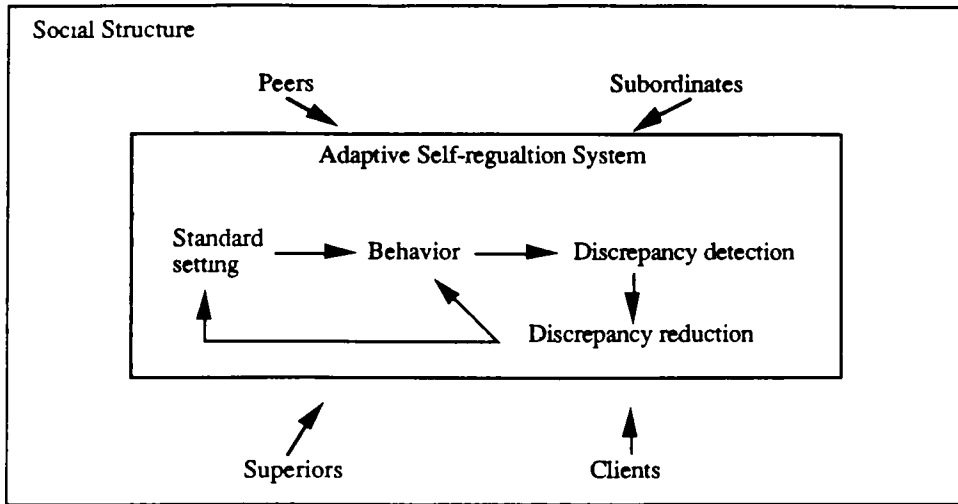 Social Structure
Peers
Subordinates
Adaptive Self-regualtion System
Standard
setting
Behavior
Discrepancy detection
Discrepancy reduction
Superiors
Clients